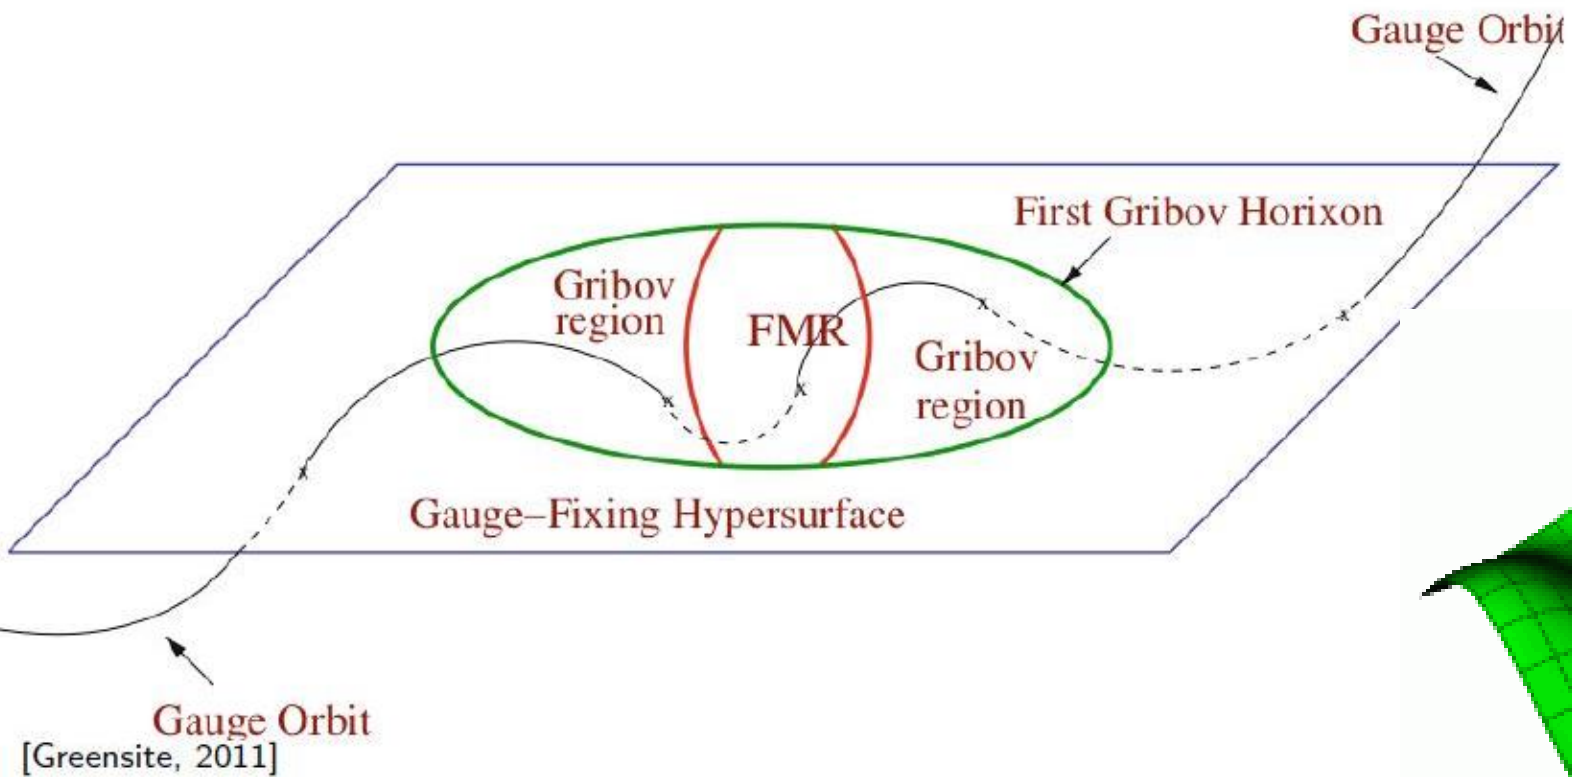 Gauge Orbit
First Gribov Horixon
Gribov
region
FMR
Gribov
region
Gauge–Fixing Hypersurface
Gauge Orbit
[Greensite, 2011]